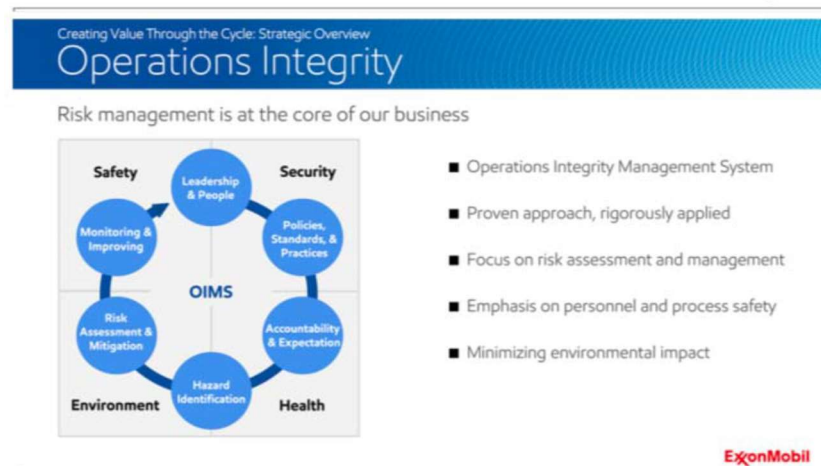 Creating Value Through the Cycle: Strategic Overview
Operations Integrity
Risk management is at the core of our business
Safety
Security
Leadership
& People
Policies,
Standards, &
Practices
Accountability
& Expectation
Hazard
Identification
Risk
Assessment &
Mitigation
Monitoring &
Improving
OIMS
Environment
Health
■ Operations Integrity Management System
■ Proven approach, rigorously applied
■ Focus on risk assessment and management
■ Emphasis on personnel and process safety
■ Minimizing environmental impact
ExxonMobil